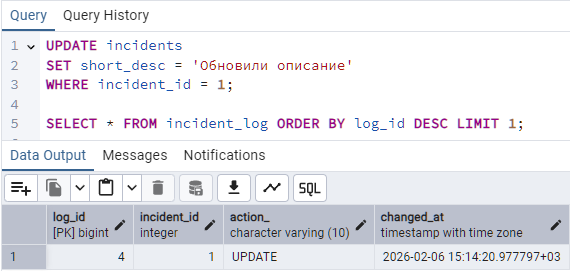 Query Query History
1 UPDATE incidents
2 SET short_desc = 'Обновили описание'
3 WHERE incident_id = 1;
4
5 SELECT * FROM incident_log ORDER BY log_id DESC LIMIT 1;
Data Output Messages Notifications
SQL
log_id incident_id action_ changed_at
[PK] bigint integer character varying (10) timestamp with time zone
1 4 1 UPDATE 2026-02-06 15:14:20.977797+03